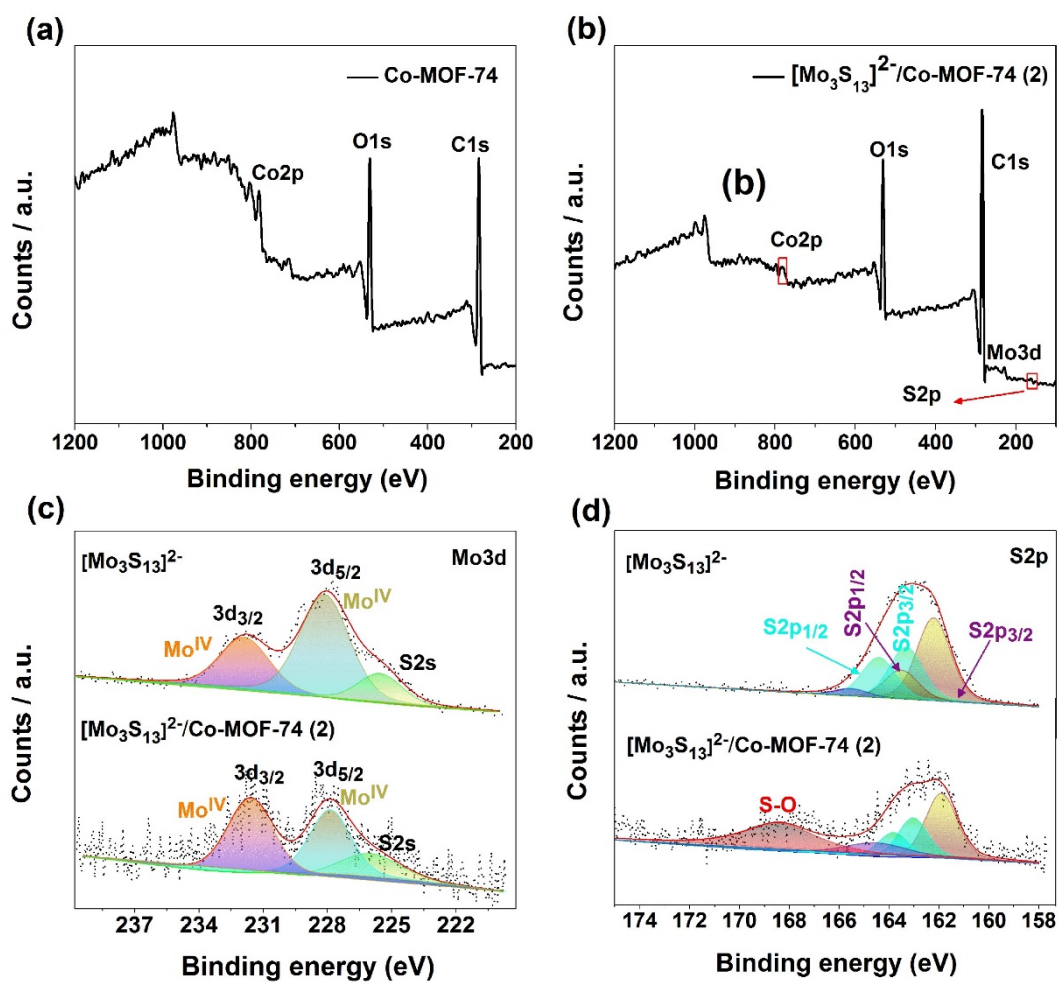 (a)
Co-MOF-74
Co2p
O1s
C1s
Counts / a.u.
1200 1000 800 600 400 200
Binding energy (eV)
(b)
[Mo3S13]2-/Co-MOF-74 (2)
(b)
Co2p
O1s
C1s
Mo3d
S2p
Counts / a.u.
1200 1000 800 600 400 200
Binding energy (eV)
(c)
[Mo3S13]2-
Mo3d
3d5/2
MoIV
3d3/2
MoIV
S2s
[Mo3S13]2-/Co-MOF-74 (2)
3d3/2
3d5/2
MoIV
MoIV
S2s
Counts / a.u.
237 234 231 228 225 222
Binding energy (eV)
(d)
[Mo3S13]2-
S2p
S2p1/2
S2p1/2
S2p3/2
S2p3/2
[Mo3S13]2-/Co-MOF-74 (2)
S-O
Counts / a.u.
174 172 170 168 166 164 162 160 158
Binding energy (eV)